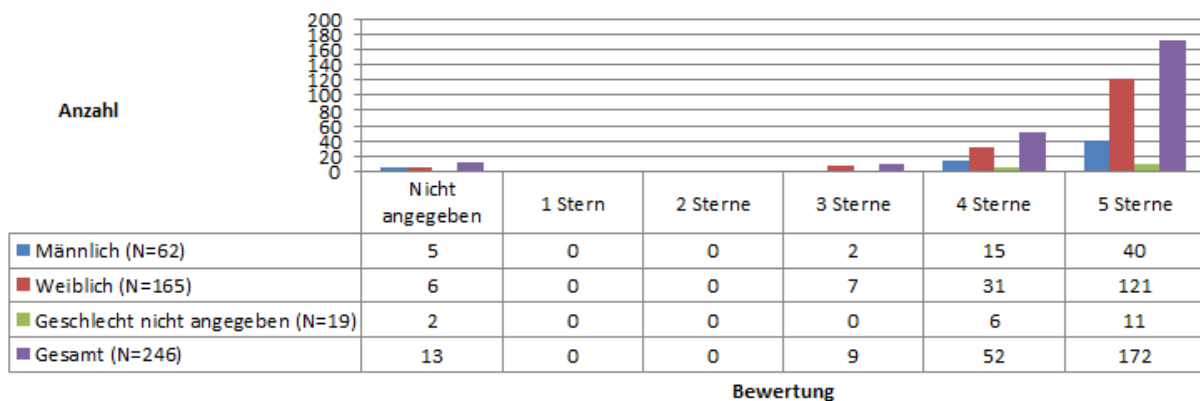 200
180
160
140
120
100
80
60
40
20
0
Anzahl
Nicht angegeben 1 Stern 2 Sterne 3 Sterne 4 Sterne 5 Sterne
Männlich (N=62) 5 0 0 2 15 40
Weiblich (N=165) 6 0 0 7 31 121
Geschlecht nicht angegeben (N=19) 2 0 0 0 6 11
Gesamt (N=246) 13 0 0 9 52 172
Bewertung